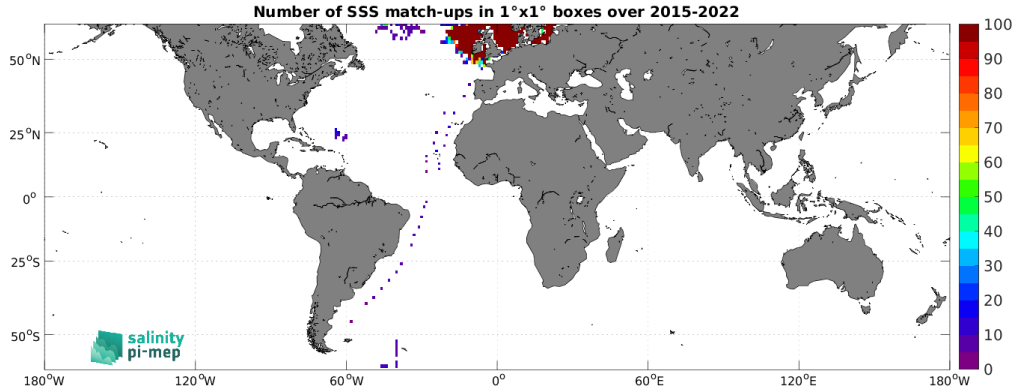 Number of SSS match-ups in 1°x1° boxes over 2015-2022
50°N
25°N
0°
25°S
50°S
180°W
120°W
60°W
0°
60°E
120°E
180°W
100
90
80
70
60
50
40
30
20
10
0
salinity
pi-mep